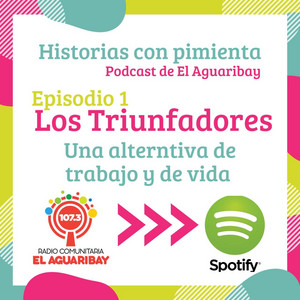 Historias con pimienta
Podcast de El Aguaribay
Episodio 1
Los Triunfadores
Una alterntiva de
trabajo y de vida
107.3
RADIO COMUNITARIA
EL AGUARIBAY
Spotify